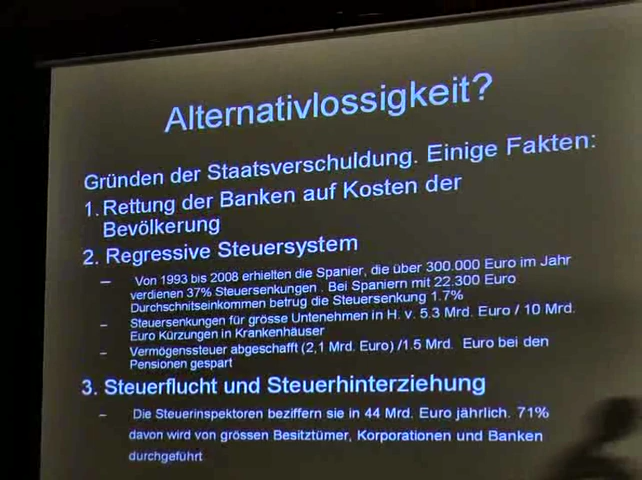 Alternativlossigkeit?
Gründen der Staatsverschuldung. Einige Fakten:
1. Rettung der Banken auf Kosten der
Bevölkerung
2. Regressive Steuersystem
– Von 1993 bis 2008 erhielten die Spanier, die über 300.000 Euro im Jahr
verdienen 37% Steuersenkungen . Bei Spaniern mit 22.300 Euro
Durchschnitseinkommen betrug die Steuersenkung 1.7%
– Steuersenkungen für grösse Untenehmen in H. v. 5.3 Mrd. Euro / 10 Mrd.
Euro Kürzungen in Krankenhäuser
– Vermögenssteuer abgeschafft (2,1 Mrd. Euro) /1.5 Mrd. Euro bei den
Pensionen gespart
3. Steuerflucht und Steuerhinterziehung
– Die Steuerinspektoren beziffern sie in 44 Mrd. Euro jährlich. 71%
davon wird von grössen Besitztümer, Korporationen und Banken
durchgeführt